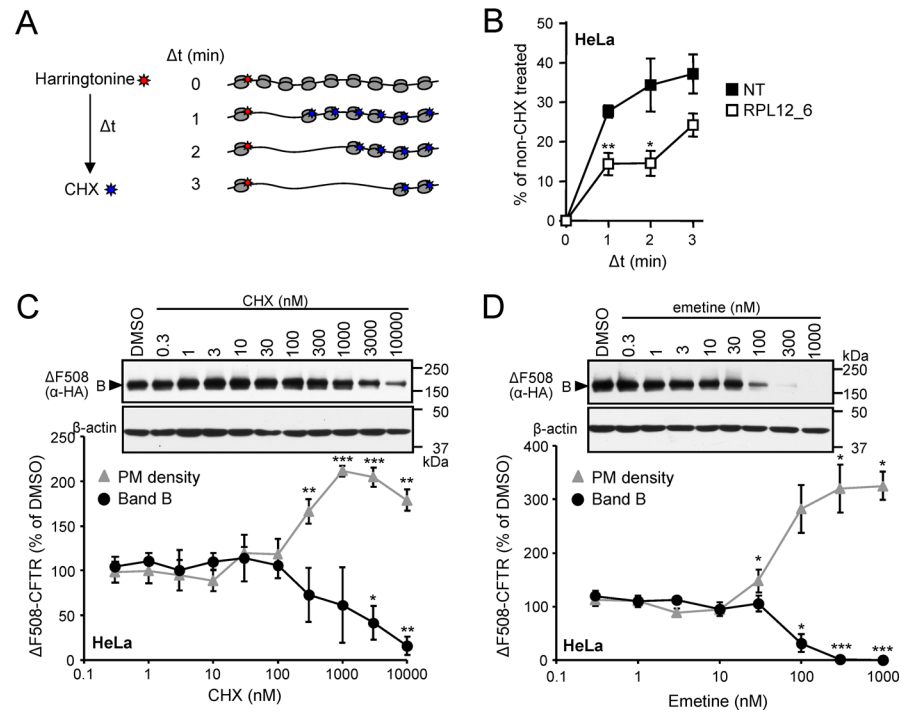 A
Harringtonine
Δt
CHX
Δt (min)
0
1
2
3
B
HeLa
% of non-CHX treated
50
40
30
20
10
0
**
*
0 1 2 3
Δt (min)
NT
RPL12_6
C
CHX (nM)
DMSO 0.3 1 3 10 30 100 300 1000 3000 10000
ΔF508
(α-HA)
B
250
150
β-actin
50
37
kDa
ΔF508-CFTR (% of DMSO)
250
200
150
100
50
0
PM density
Band B
** *** *** **
* **
HeLa
0.1 1 10 100 1000 10000
CHX (nM)
D
emetine (nM)
DMSO 0.3 1 3 10 30 100 300 1000
kDa
ΔF508
(α-HA)
B
250
150
β-actin
50
37
ΔF508-CFTR (% of DMSO)
400
300
200
100
0
PM density
Band B
* * *
* *** ***
HeLa
0.1 1 10 100 1000
Emetine (nM)